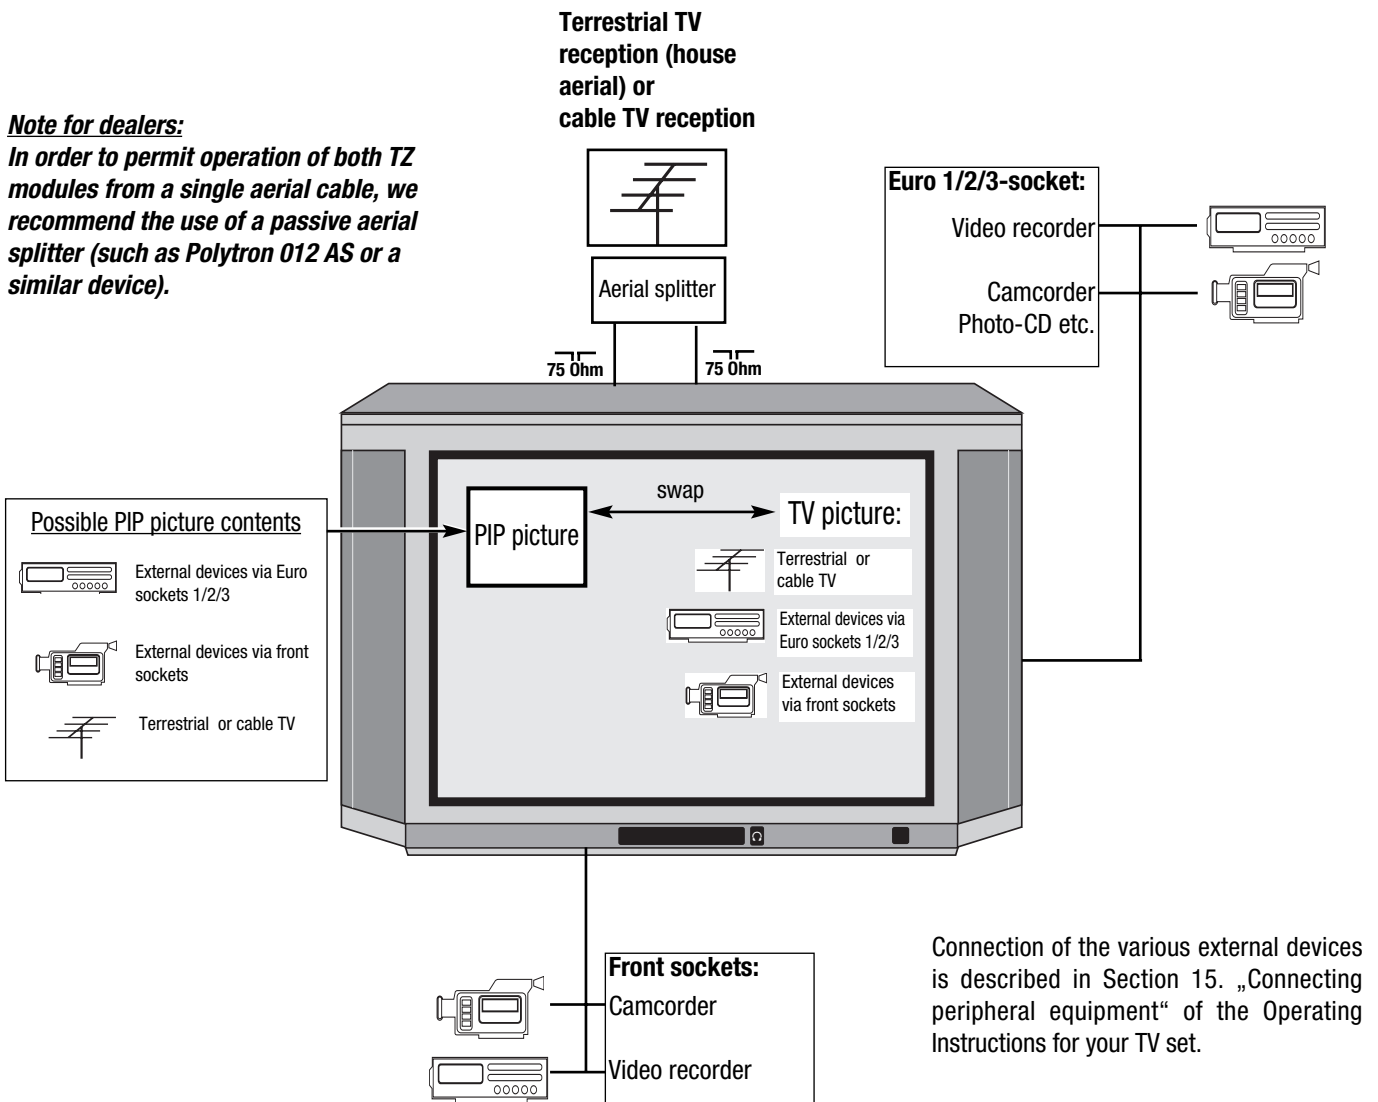 Terrestrial TV
reception (house
aerial) or
cable TV reception
Note for dealers:
In order to permit operation of both TZ
modules from a single aerial cable, we
recommend the use of a passive aerial
splitter (such as Polytron 012 AS or a
similar device).
Aerial splitter
75 Ohm
75 Ohm
Euro 1/2/3-socket:
Video recorder
Camcorder
Photo-CD etc.
Possible PIP picture contents
External devices via Euro
sockets 1/2/3
External devices via front
sockets
Terrestrial or cable TV
PIP picture
swap
TV picture:
Terrestrial or
cable TV
External devices via
Euro sockets 1/2/3
External devices
via front sockets
Front sockets:
Camcorder
Video recorder
Connection of the various external devices
is described in Section 15. „Connecting
peripheral equipment“ of the Operating
Instructions for your TV set.